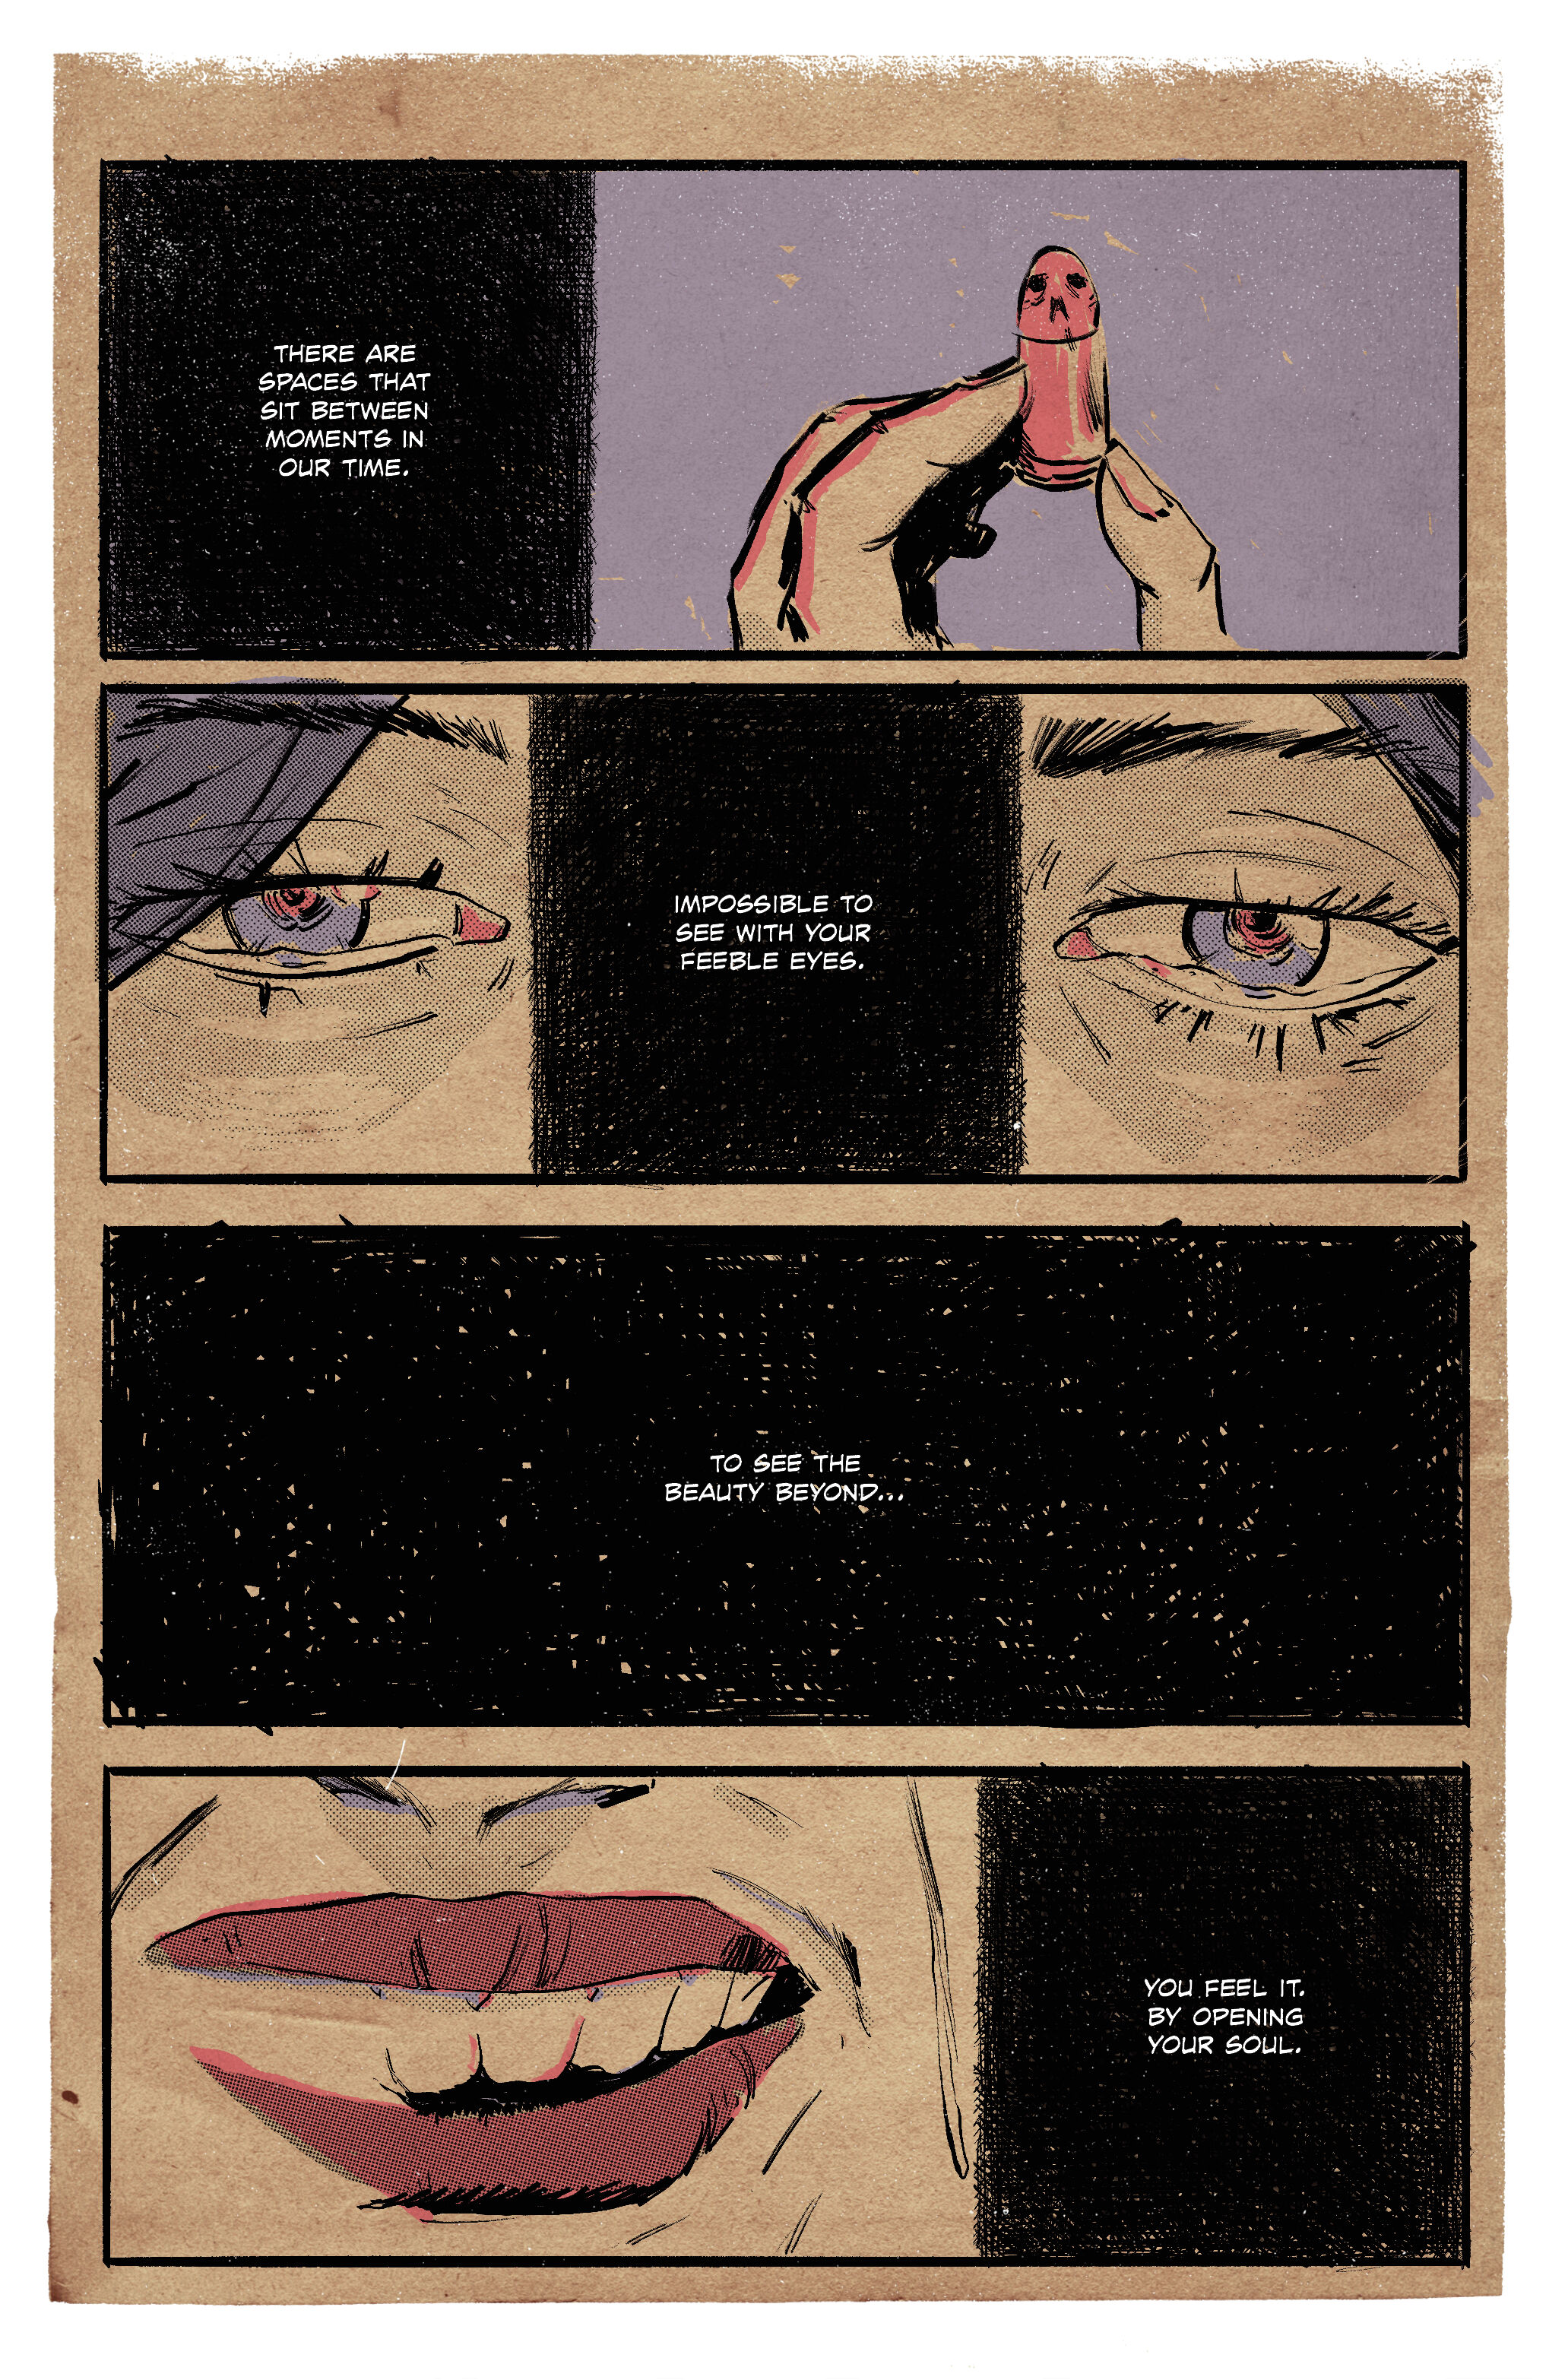 THERE ARE
SPACES THAT
SIT BETWEEN
MOMENTS IN
OUR TIME.
IMPOSSIBLE TO
SEE WITH YOUR
FEEBLE EYES.
TO SEE THE
BEAUTY BEYOND...
YOU FEEL IT.
BY OPENING
YOUR SOUL.